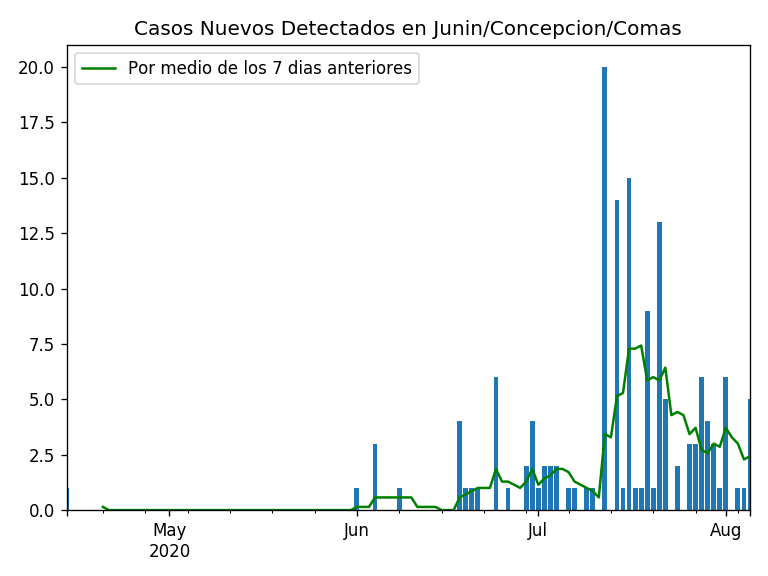 Casos Nuevos Detectados en Junin/Concepcion/Comas
Por medio de los 7 dias anteriores
20.0
17.5
15.0
12.5
10.0
7.5
5.0
2.5
0.0
May
2020
Jun
Jul
Aug